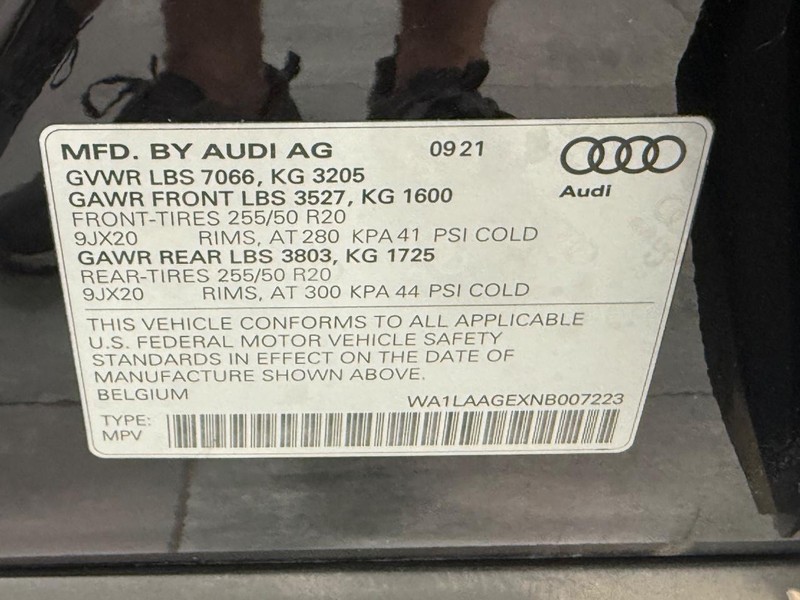 MFD. BY AUDI AG 09 21
GVWR LBS 7066, KG 3205
GAWR FRONT LBS 3527, KG 1600
Audi
FRONT-TIRES 255/50 R20
9JX20 RIMS, AT 280 KPA 41 PSI COLD
GAWR REAR LBS 3803, KG 1725
REAR-TIRES 255/50 R20
9JX20 RIMS, AT 300 KPA 44 PSI COLD
THIS VEHICLE CONFORMS TO ALL APPLICABLE
U.S. FEDERAL MOTOR VEHICLE SAFETY
STANDARDS IN EFFECT ON THE DATE OF
MANUFACTURE SHOWN ABOVE.
BELGIUM WA1LAAGEXNB007223
TYPE:
MPV